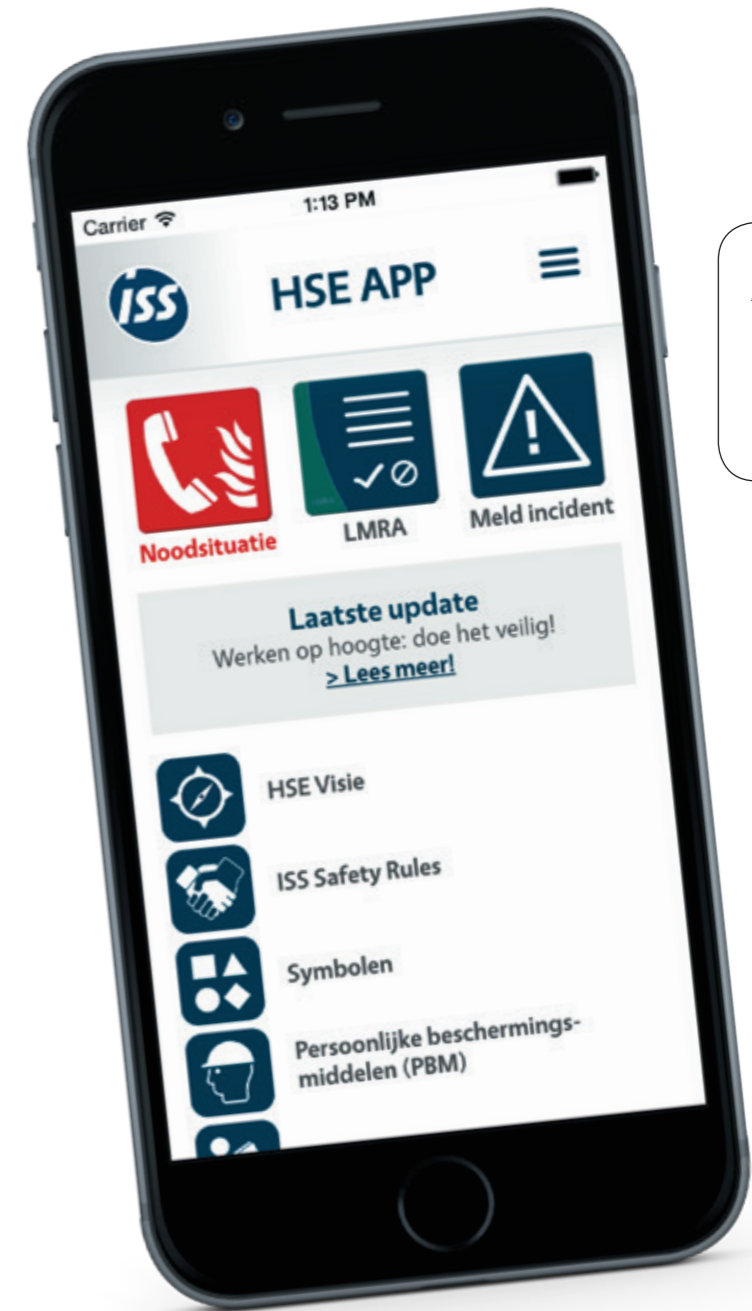 Carrier
1:13 PM
iss
HSE APP
Noodsituatie
LMRA
Meld incident
Laatste update
Werken op hoogte: doe het veilig!
> Lees meer!
HSE Visie
ISS Safety Rules
Symbolen
Persoonlijke beschermings-
middelen (PBM)